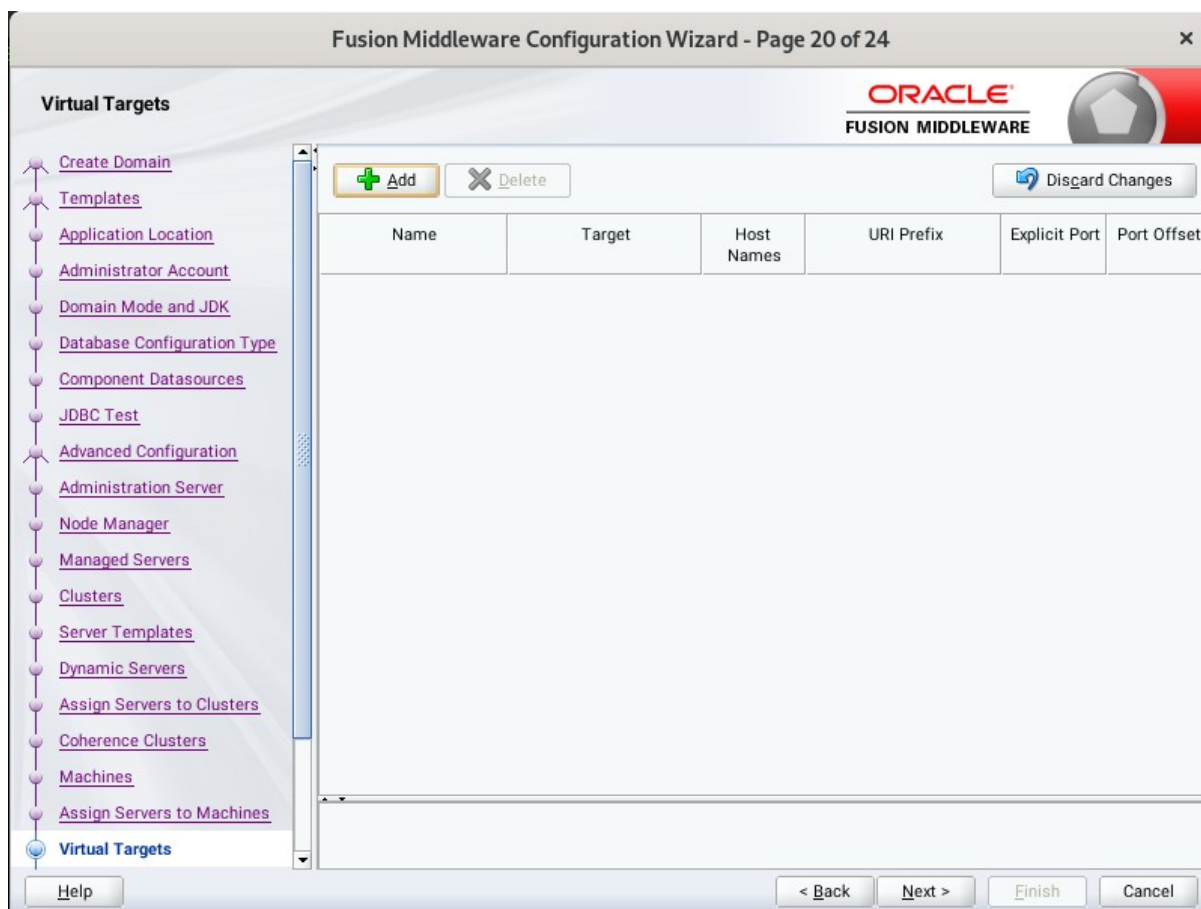 Fusion Middleware Configuration Wizard - Page 20 of 24
Virtual Targets
ORACLE
FUSION MIDDLEWARE
Create Domain
Templates
Application Location
Administrator Account
Domain Mode and JDK
Database Configuration Type
Component Datasources
JDBC Test
Advanced Configuration
Administration Server
Node Manager
Managed Servers
Clusters
Server Templates
Dynamic Servers
Assign Servers to Clusters
Coherence Clusters
Machines
Assign Servers to Machines
Virtual Targets
Add Delete Discard Changes
Name Target Host Names URI Prefix Explicit Port Port Offset
Help < Back Next > Finish Cancel